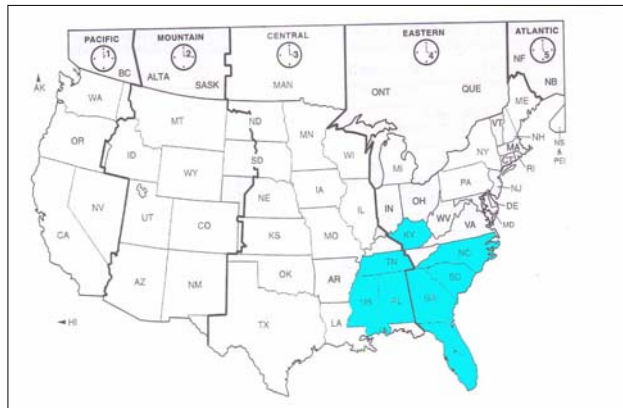 PACIFIC
MOUNTAIN
CENTRAL
EASTERN
ATLANTIC
1
2
3
4
5
BC
ALTA
SASK
MAN
ONT
QUE
NF
NB
AK
WA
MT
ND
MN
ME
VT
NH
NS
&
PEI
OR
ID
WY
SD
WI
MI
NY
MA
RI
NV
UT
CO
NE
IA
IL
IN
OH
PA
NJ
DE
MD
CA
KS
MO
KY
WV
VA
AZ
NM
OK
AR
TN
NC
SC
HI
TX
LA
MS
AL
GA